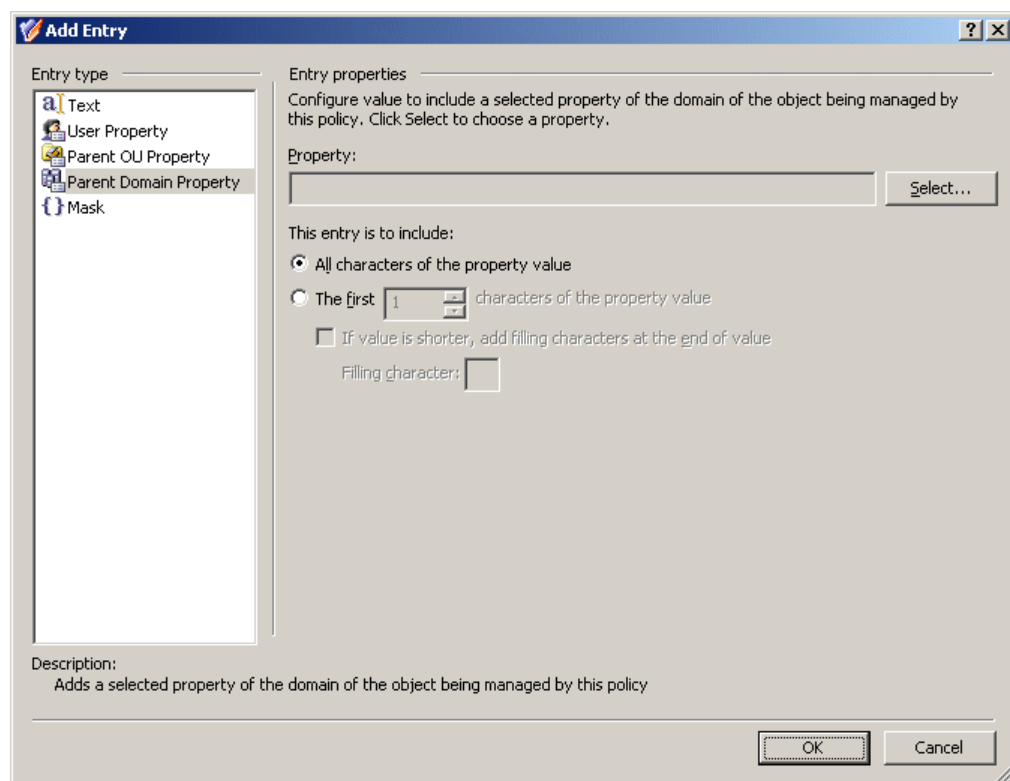 Add Entry
Entry type
Text
User Property
Parent OU Property
Parent Domain Property
Mask
Entry properties
Configure value to include a selected property of the domain of the object being managed by
this policy. Click Select to choose a property.
Property:
Select...
This entry is to include:
All characters of the property value
The first 1 characters of the property value
If value is shorter, add filling characters at the end of value
Filling character:
Description:
Adds a selected property of the domain of the object being managed by this policy
OK Cancel